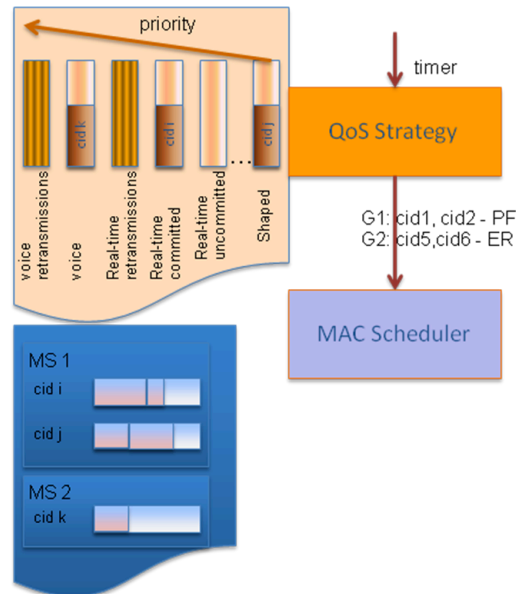 priority
timer
cid k
cid i
cid j
QoS Strategy
...
voice retransmissions
voice
Real-time retransmissions
Real-time committed
Real-time uncommitted
Shaped
G1: cid1, cid2 - PF
G2: cid5,cid6 - ER
MAC Scheduler
MS 1
cid i
cid j
MS 2
cid k